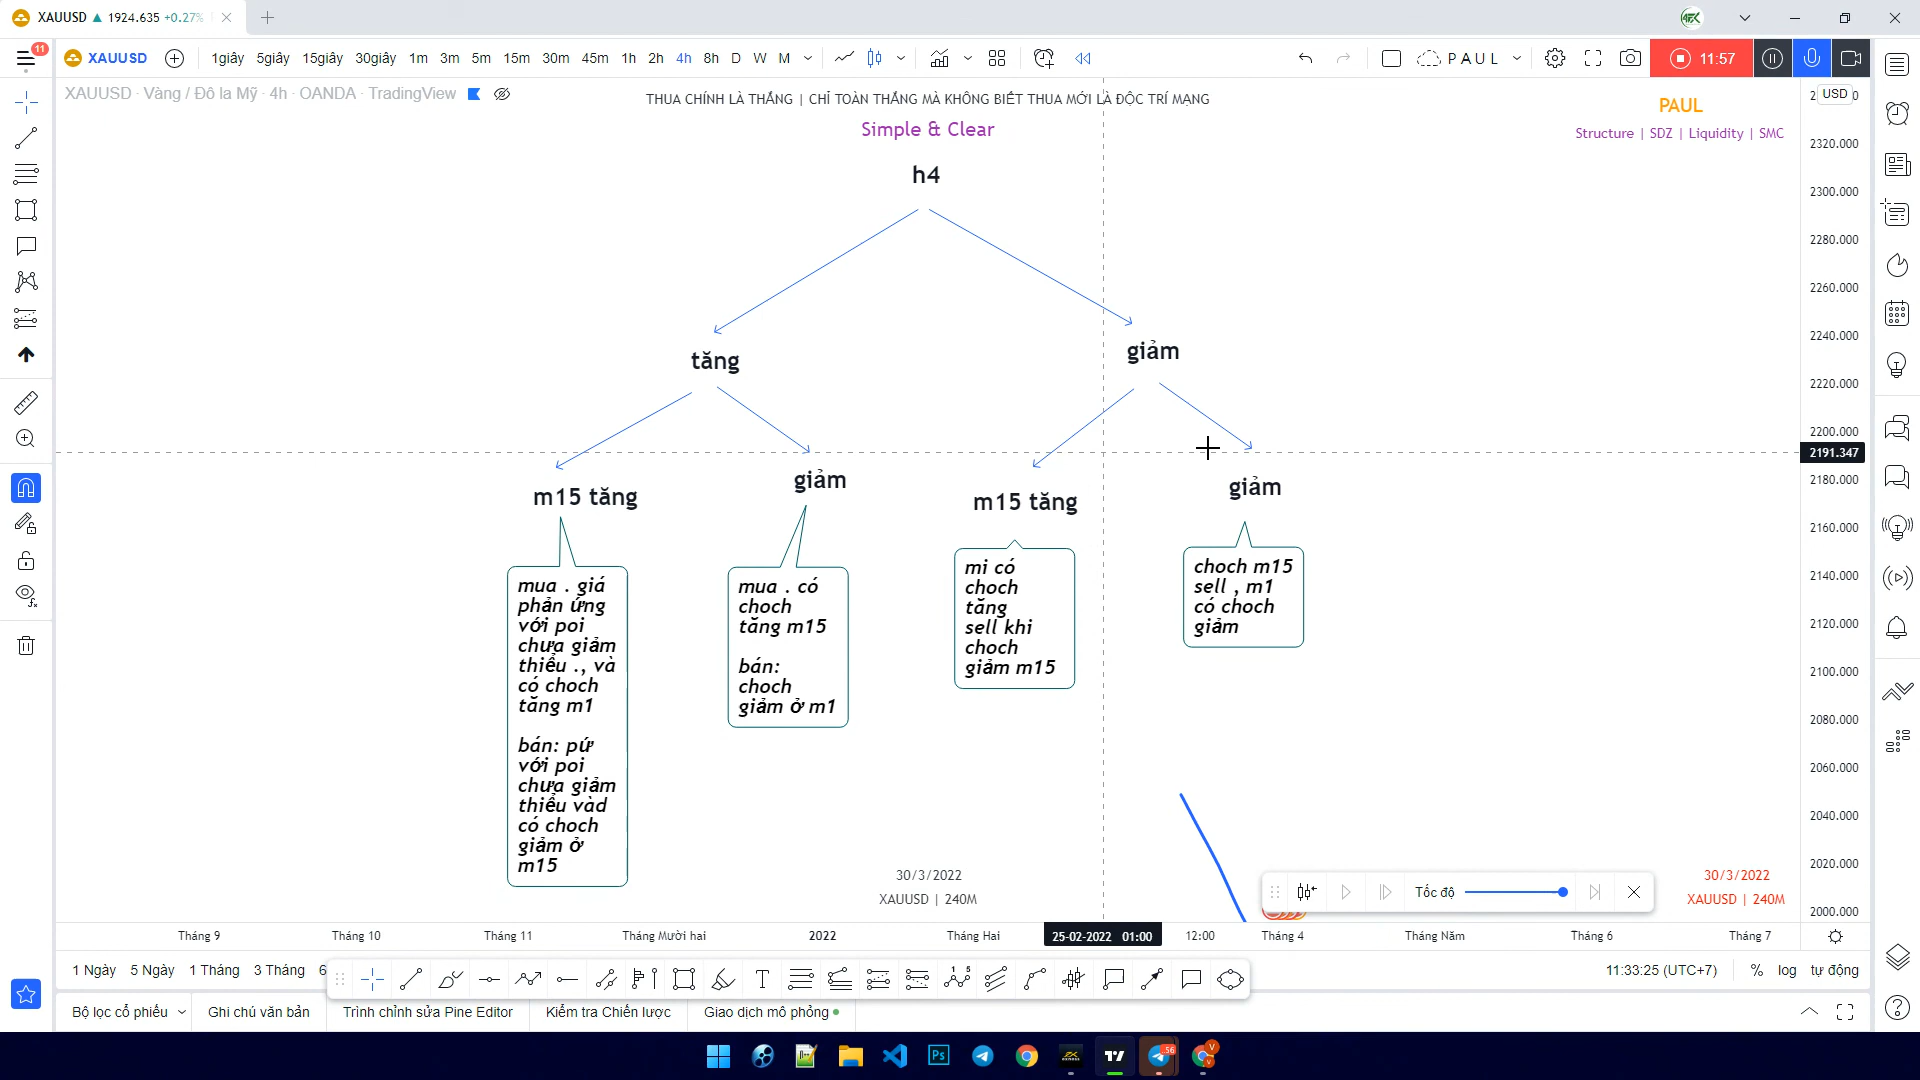 XAUUSD ▲ 1924.635 +0.27%
11
XAUUSD
1giây 5giây 15giây 30giây 1m 3m 5m 15m 30m 45m 1h 2h 4h 8h D W M
PAUL
11:57
XAUUSD · Vàng / Đô la Mỹ · 4h · OANDA · TradingView
THUA CHÍNH LÀ THẮNG | CHỈ TOÀN THẮNG MÀ KHÔNG BIẾT THUA MỚI LÀ ĐỘC TRÍ MẠNG
Simple & Clear
PAUL
Structure | SDZ | Liquidity | SMC
USD
h4
tăng
giảm
m15 tăng
giảm
m15 tăng
giảm
mua . giá
phản ứng
với poi
chưa giảm
thiểu ., và
có choch
tăng m1
bán: pứ
với poi
chưa giảm
thiểu vàd
có choch
giảm ở
m15
mua . có
choch
tăng m15
bán:
choch
giảm ở m1
mi có
choch
tăng
sell khi
choch
giảm m15
choch m15
sell , m1
có choch
giảm
2320.000
2300.000
2280.000
2260.000
2240.000
2220.000
2200.000
2191.347
2180.000
2160.000
2140.000
2120.000
2100.000
2080.000
2060.000
2040.000
2020.000
2000.000
30/3/2022
XAUUSD | 240M
Tốc độ
30/3/2022
XAUUSD | 240M
Tháng 9 Tháng 10 Tháng 11 Tháng Mười hai 2022 Tháng Hai 25-02-2022 01:00 12:00 Tháng 4 Tháng Năm Tháng 6 Tháng 7
1 Ngày 5 Ngày 1 Tháng 3 Tháng 6
11:33:25 (UTC+7) % log tự động
Bộ lọc cổ phiếu Ghi chú văn bản Trình chỉnh sửa Pine Editor Kiểm tra Chiến lược Giao dịch mô phỏng
56